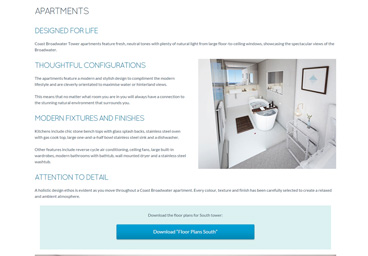 APARTMENTS
DESIGNED FOR LIFE
Coast Broadwater Tower apartments feature fresh, neutral tones with plenty of natural light from large floor-to-ceiling windows, showcasing the spectacular views of the
Broadwater.
THOUGHTFUL CONFIGURATIONS
The apartments feature a modern and stylish design to compliment the modern
lifestyle and are cleverly orientated to maximise water or hinterland views.
This means that no matter what room you are in you will always have a connection to
the stunning natural environment that surrounds you.
MODERN FIXTURES AND FINISHES
Kitchens include chic stone bench tops with glass splash backs, stainless steel oven
with gas cook top, large one and a half bowl stainless steel sink and a dishwasher.
Other features include reverse cycle air conditioning, ceiling fans, large built-in
wardrobes, modern bathrooms with bathtub, wall mounted dryer and a stainless steel
washtub.
ATTENTION TO DETAIL
A holistic design ethos is evident as you move throughout a Coast Broadwater apartment. Every colour, texture and finish has been carefully selected to create a relaxed
and ambient atmosphere.
Download the floor plans for South tower:
Download "Floor Plans South"